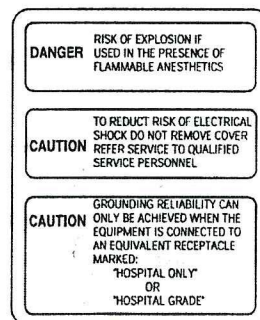 DANGER
RISK OF EXPLOSION IF
USED IN THE PRESENCE OF
FLAMMABLE ANESTHETICS
CAUTION
TO REDUCT RISK OF ELECTRICAL
SHOCK DO NOT REMOVE COVER
REFER SERVICE TO QUALIFIED
SERVICE PERSONNEL
CAUTION
GROUNDING RELIABILITY CAN
ONLY BE ACHIEVED WHEN THE
EQUIPMENT IS CONNECTED TO
AN EQUIVALENT RECEPTACLE
MARKED:
"HOSPITAL ONLY"
OR
"HOSPITAL GRADE"